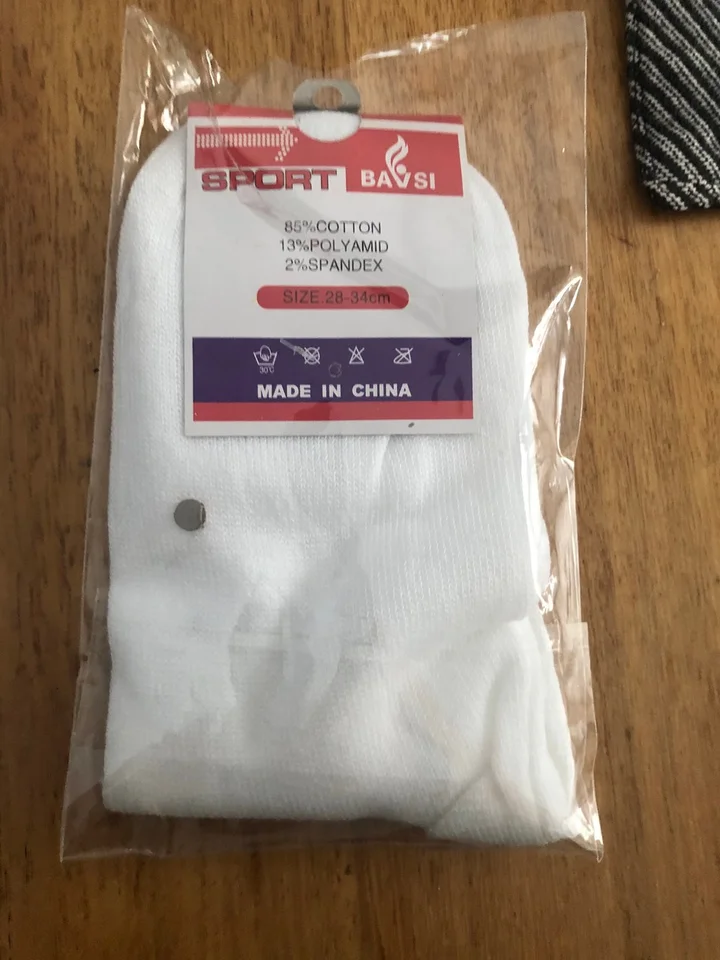 SPORT
BAVSI
85%COTTON
13%POLYAMID
2%SPANDEX
SIZE 28-34cm
30°C
MADE IN CHINA